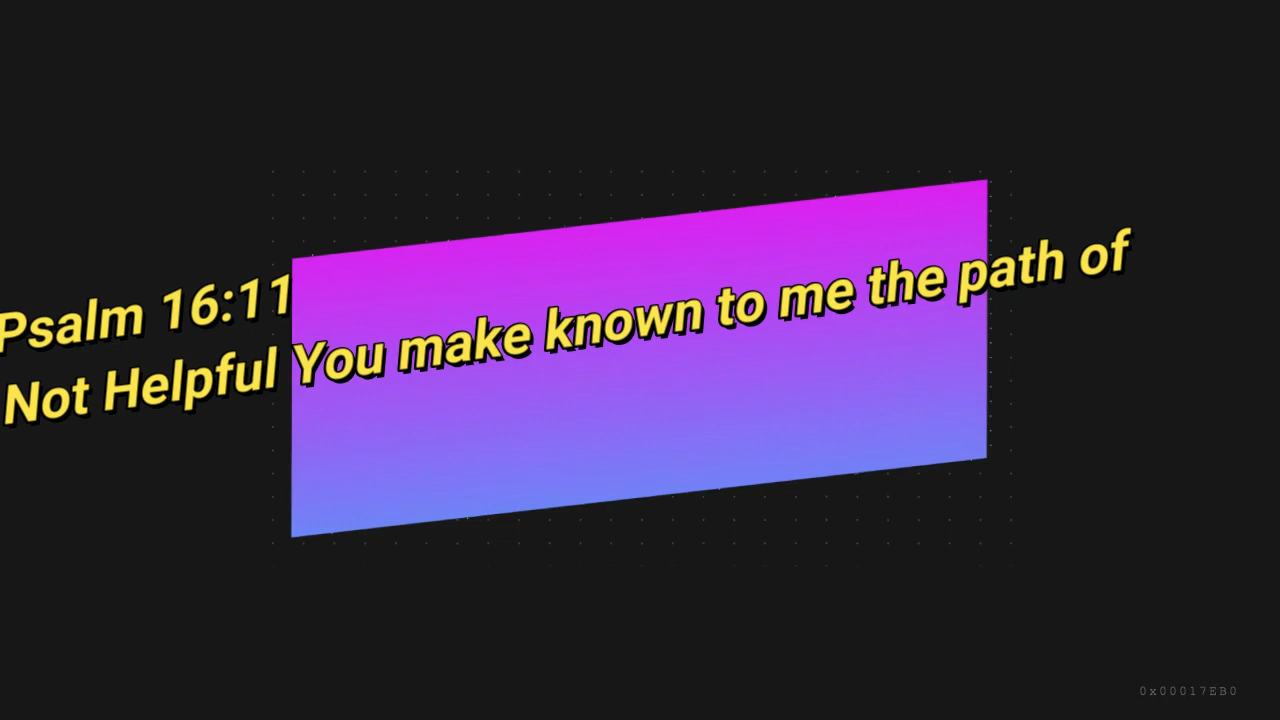 Psalm 16:11
Not Helpful You make known to me the path of
0x00017EB0